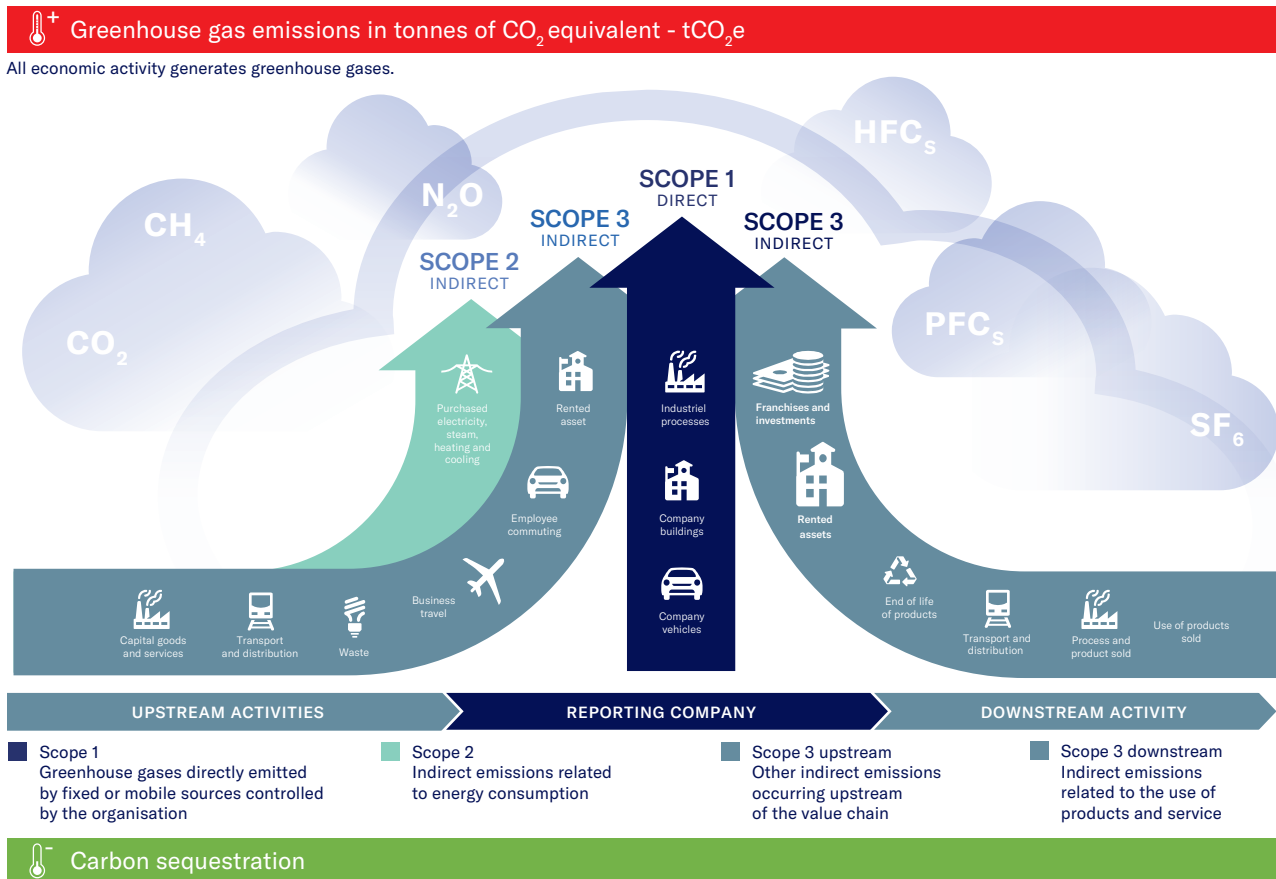 Greenhouse gas emissions in tonnes of CO₂ equivalent - tCO₂e
All economic activity generates greenhouse gases.
CO₂
CH₄
N₂O
HFCs
PFCs
SF₆
SCOPE 2
INDIRECT
SCOPE 3
INDIRECT
SCOPE 1
DIRECT
SCOPE 3
INDIRECT
Purchased
electricity,
steam,
heating and
cooling
Rented
asset
Employee
commuting
Business
travel
Capital goods
and services
Transport
and distribution
Waste
Industriel
processes
Company
buildings
Company
vehicles
Franchises and
investments
Rented
assets
End of life
of products
Transport and
distribution
Process and
product sold
Use of products
sold
UPSTREAM ACTIVITIES
REPORTING COMPANY
DOWNSTREAM ACTIVITY
Scope 1
Greenhouse gases directly emitted
by fixed or mobile sources controlled
by the organisation
Scope 2
Indirect emissions related
to energy consumption
Scope 3 upstream
Other indirect emissions
occurring upstream
of the value chain
Scope 3 downstream
Indirect emissions
related to the use of
products and service
Carbon sequestration